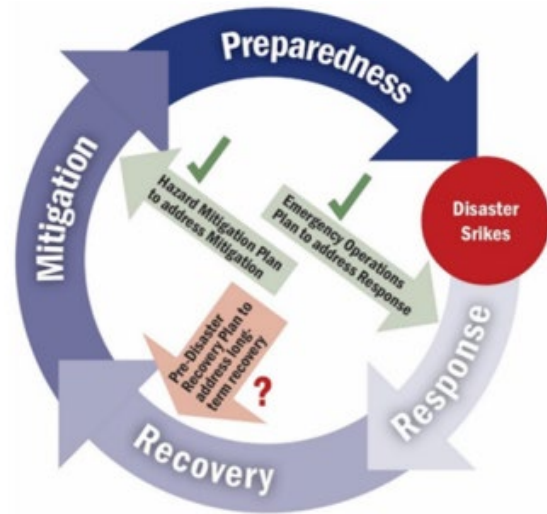 Preparedness
Disaster
Srikes
Response
Recovery
Mitigation
Hazard Mitigation Plan
to address Mitigation
Emergency Operations
Plan to address Response
Pre-Disaster
Recovery Plan to
address long-
term recovery
?